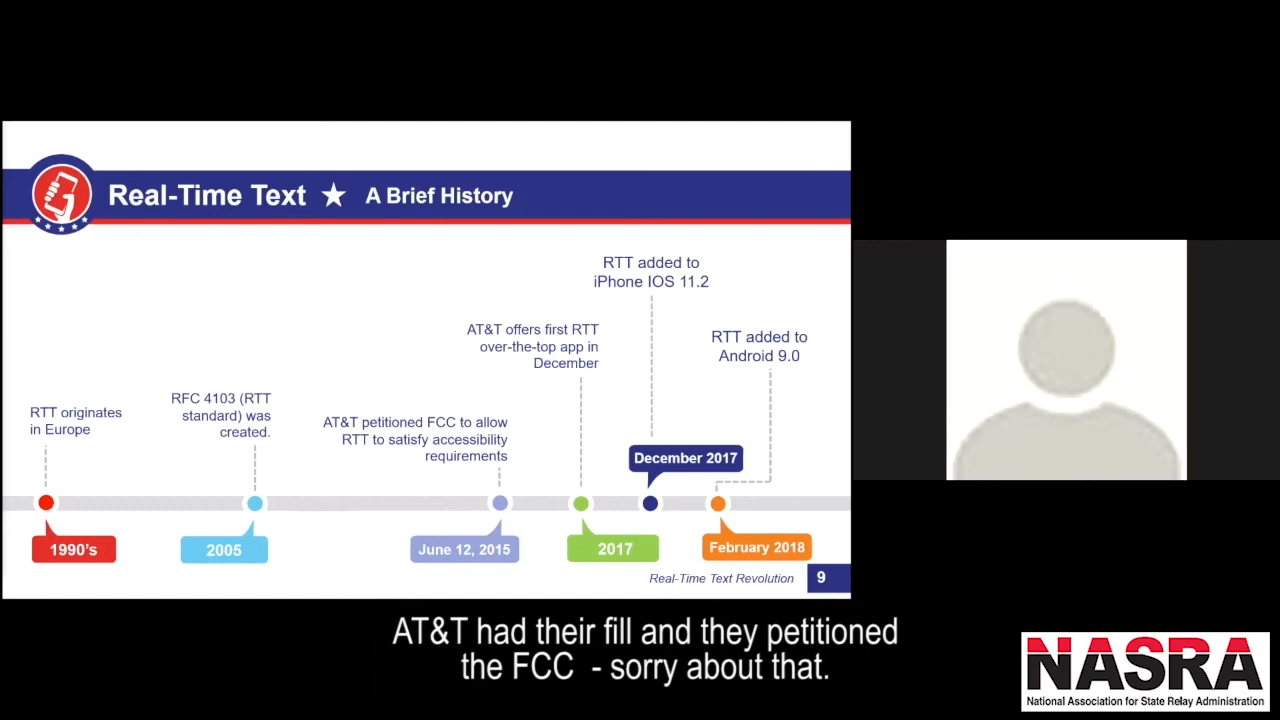 Real-Time Text ★ A Brief History
RTT added to
iPhone IOS 11.2
AT&T offers first RTT
over-the-top app in
December
RTT added to
Android 9.0
RFC 4103 (RTT
standard) was
created.
RTT originates
in Europe
AT&T petitioned FCC to allow
RTT to satisfy accessibility
requirements
December 2017
1990's
2005
June 12, 2015
2017
February 2018
Real-Time Text Revolution 9
AT&T had their fill and they petitioned
the FCC - sorry about that.
NASRA
National Association for State Relay Administration